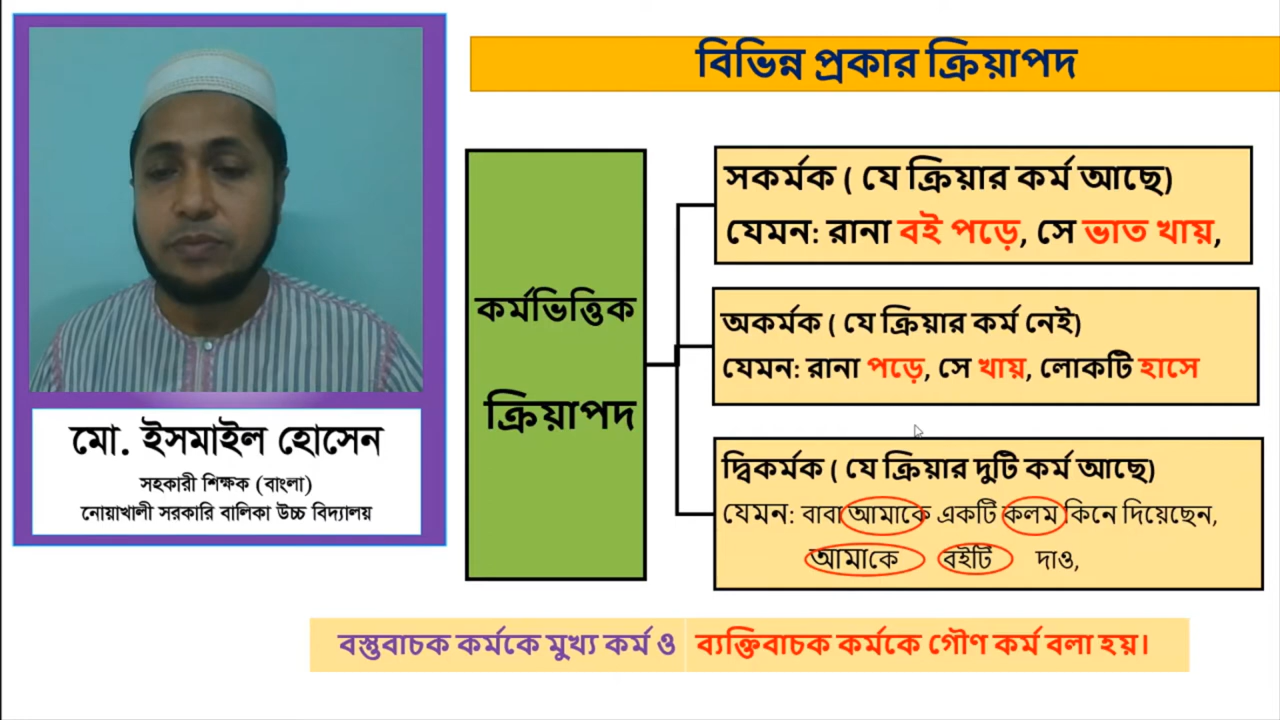 বিভিন্ন প্রকার ক্রিয়াপদ
মো. ইসমাইল হোসেন
সহকারী শিক্ষক (বাংলা)
নোয়াখালী সরকারি বালিকা উচ্চ বিদ্যালয়
কর্মভিত্তিক
ক্রিয়াপদ
সকর্মক ( যে ক্রিয়ার কর্ম আছে)
যেমন: রানা বই পড়ে, সে ভাত খায়,
অকর্মক ( যে ক্রিয়ার কর্ম নেই)
যেমন: রানা পড়ে, সে খায়, লোকটি হাসে
দ্বিকর্মক ( যে ক্রিয়ার দুটি কর্ম আছে)
যেমন: বাবা আমাকে একটি কলম কিনে দিয়েছেন,
আমাকে বইটি দাও,
বস্তুবাচক কর্মকে মুখ্য কর্ম ও ব্যক্তিবাচক কর্মকে গৌণ কর্ম বলা হয়।